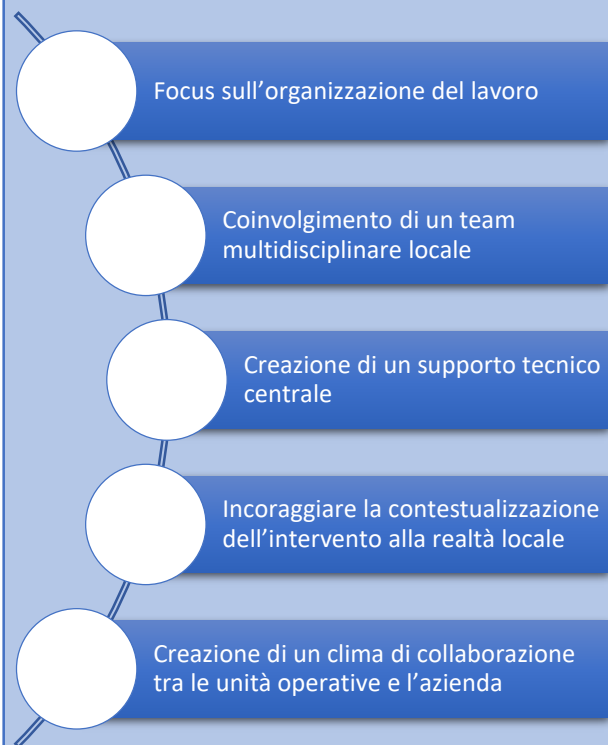 Focus sull’organizzazione del lavoro
Coinvolgimento di un team
multidisciplinare locale
Creazione di un supporto tecnico
centrale
Incoraggiare la contestualizzazione
dell’intervento alla realtà locale
Creazione di un clima di collaborazione
tra le unità operative e l’azienda